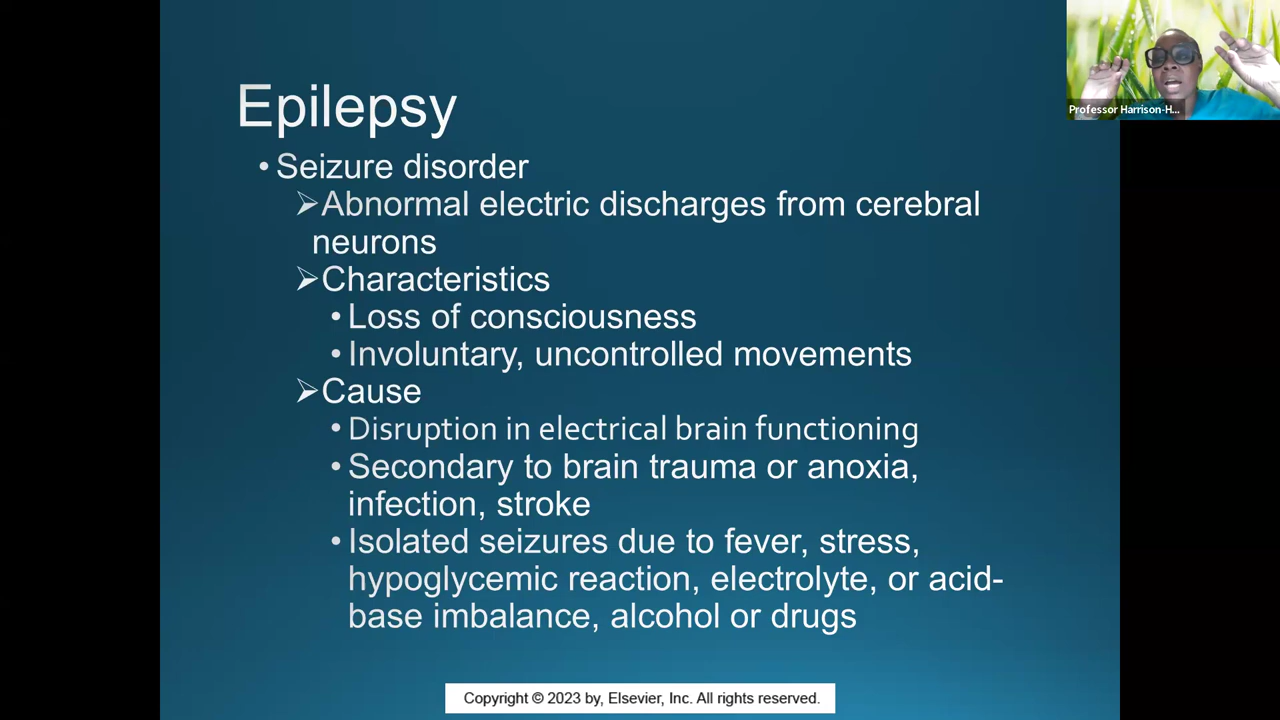 Epilepsy
• Seizure disorder
➢Abnormal electric discharges from cerebral
neurons
➢Characteristics
• Loss of consciousness
• Involuntary, uncontrolled movements
➢Cause
• Disruption in electrical brain functioning
• Secondary to brain trauma or anoxia,
infection, stroke
• Isolated seizures due to fever, stress,
hypoglycemic reaction, electrolyte, or acid-
base imbalance, alcohol or drugs
Copyright © 2023 by, Elsevier, Inc. All rights reserved.
Professor Harrison-H...